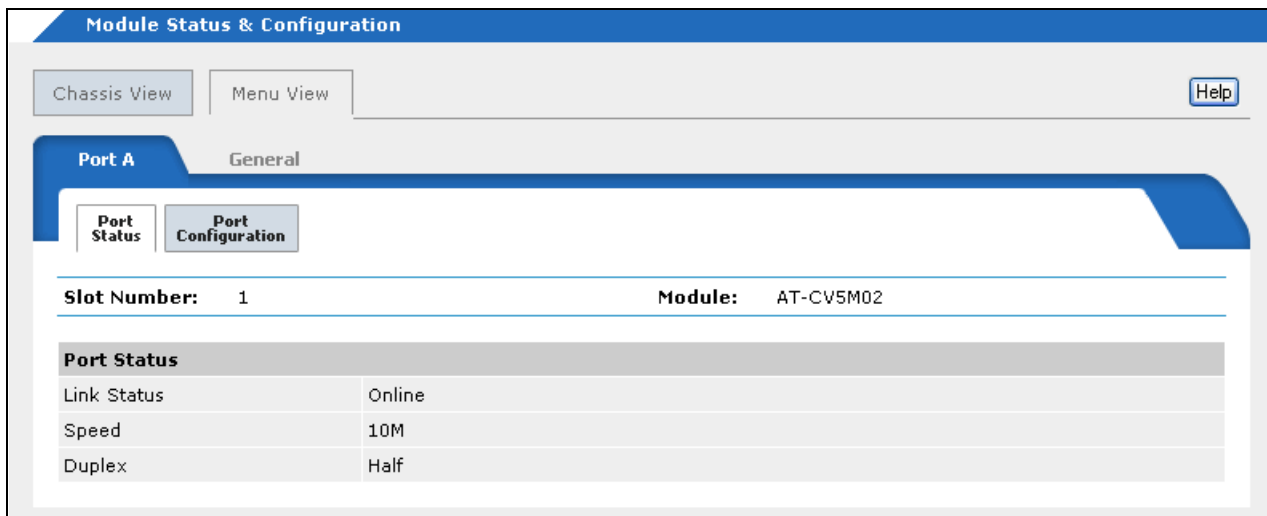 Module Status & Configuration
Chassis View Menu View Help
Port A General
Port Status Port Configuration
Slot Number: 1 Module: AT-CV5M02
Port Status
Link Status Online
Speed 10M
Duplex Half